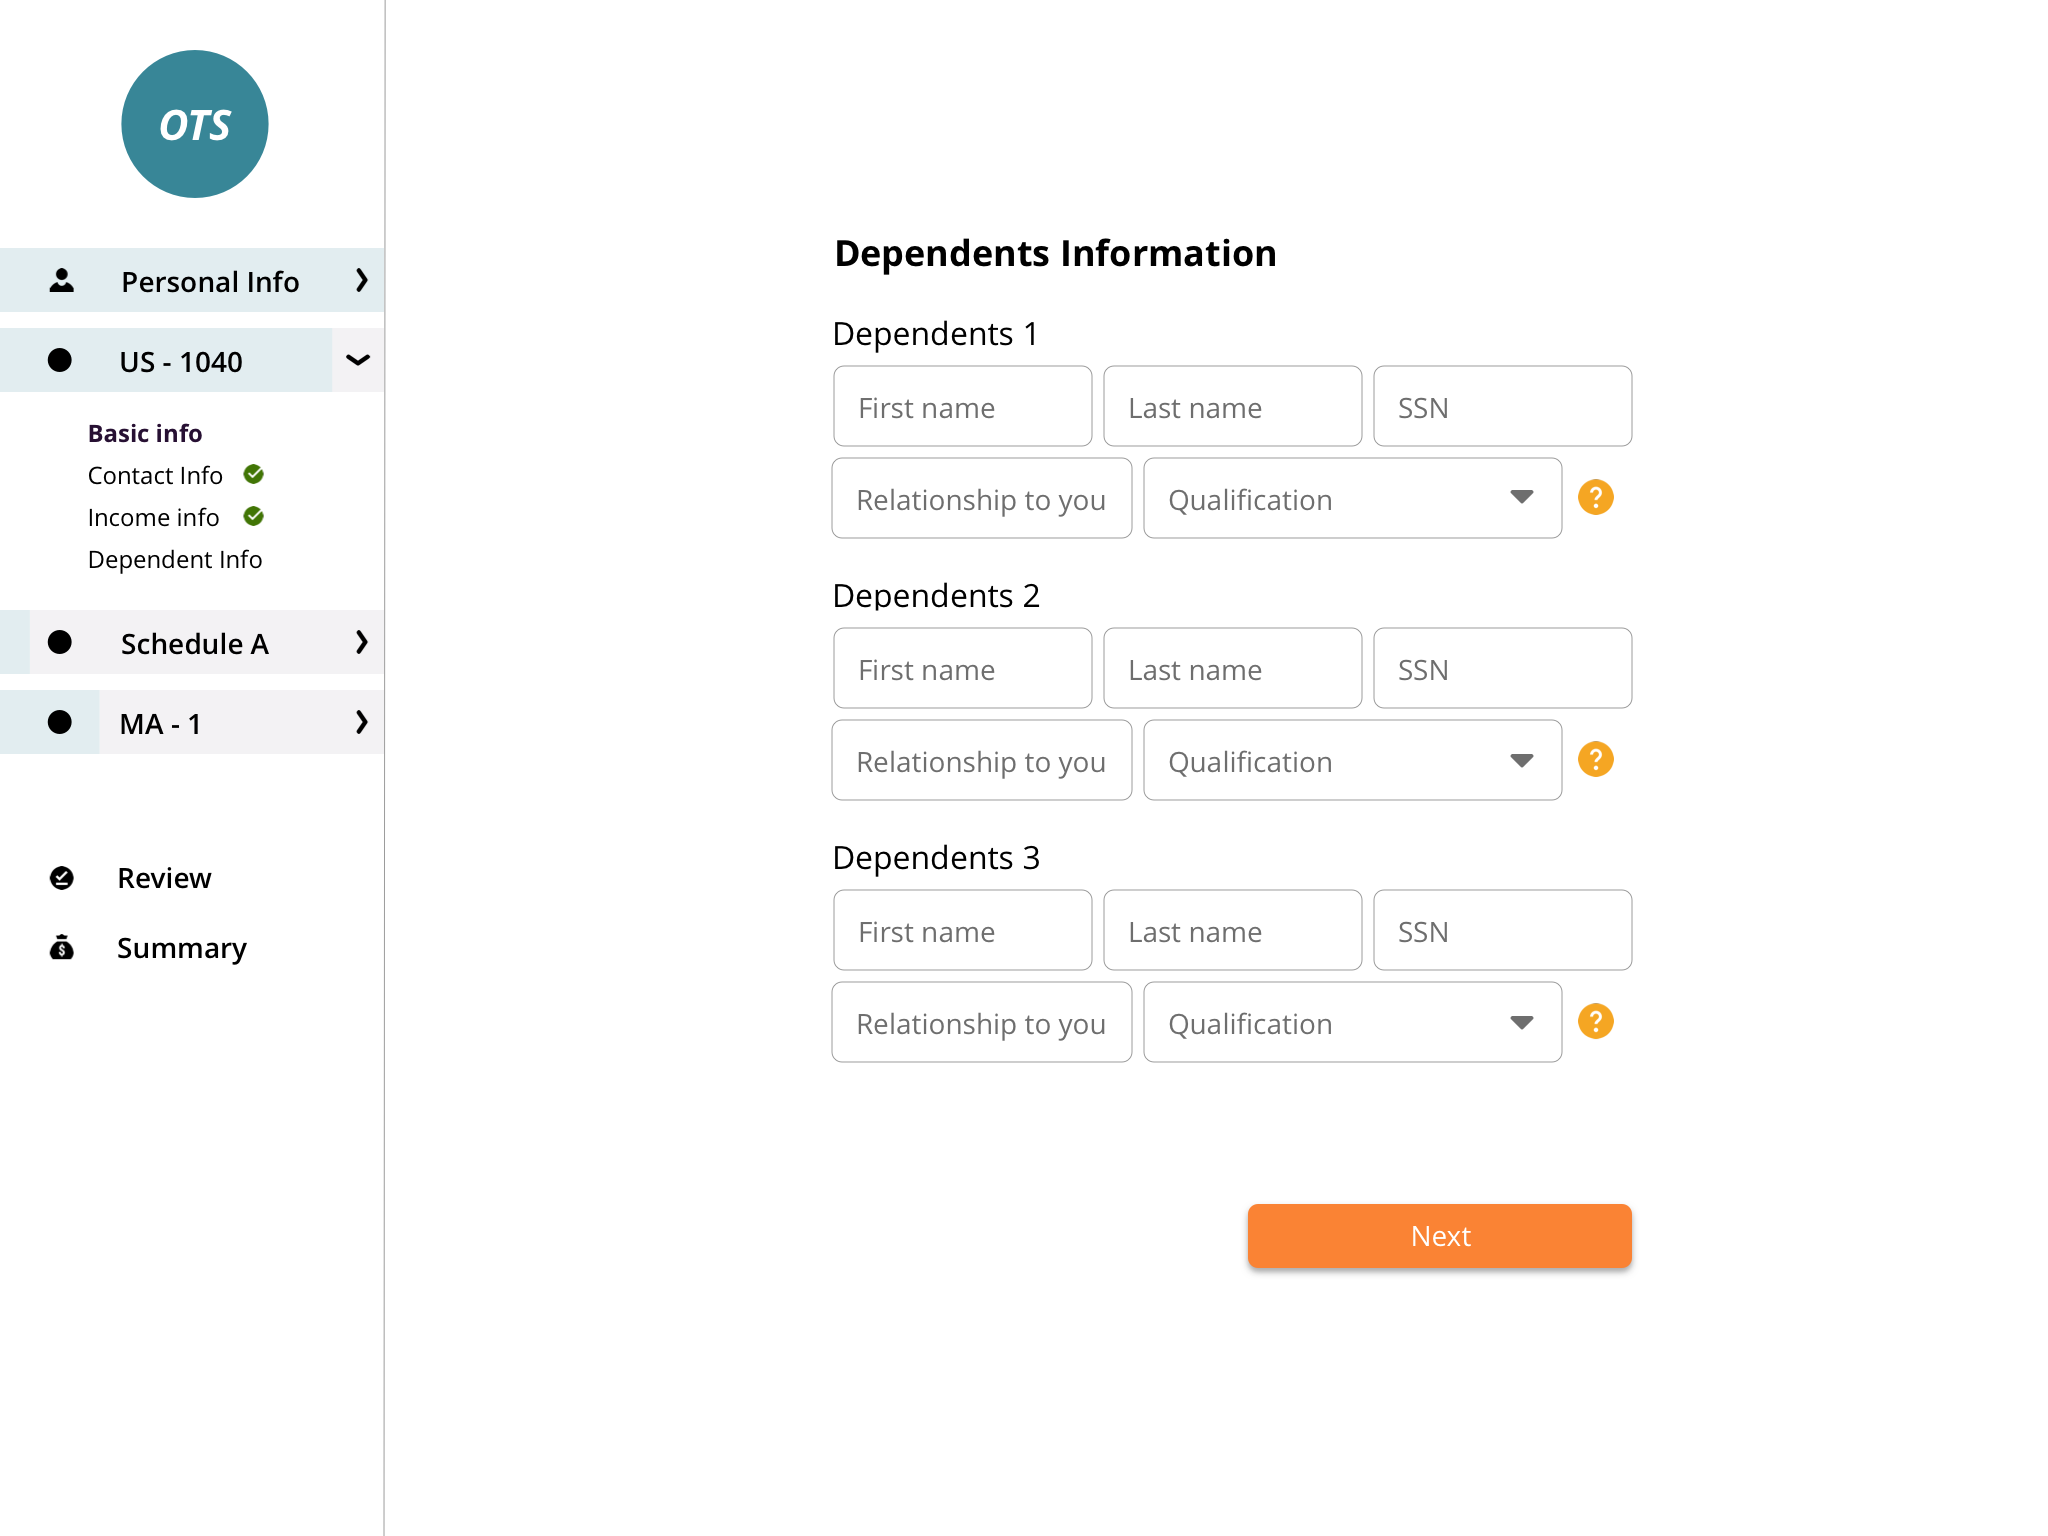 OTS
Personal Info
US - 1040
Basic info
Contact Info
Income info
Dependent Info
Schedule A
MA - 1
Review
Summary
Dependents Information
Dependents 1
First name
Last name
SSN
Relationship to you
Qualification
?
Dependents 2
First name
Last name
SSN
Relationship to you
Qualification
?
Dependents 3
First name
Last name
SSN
Relationship to you
Qualification
?
Next